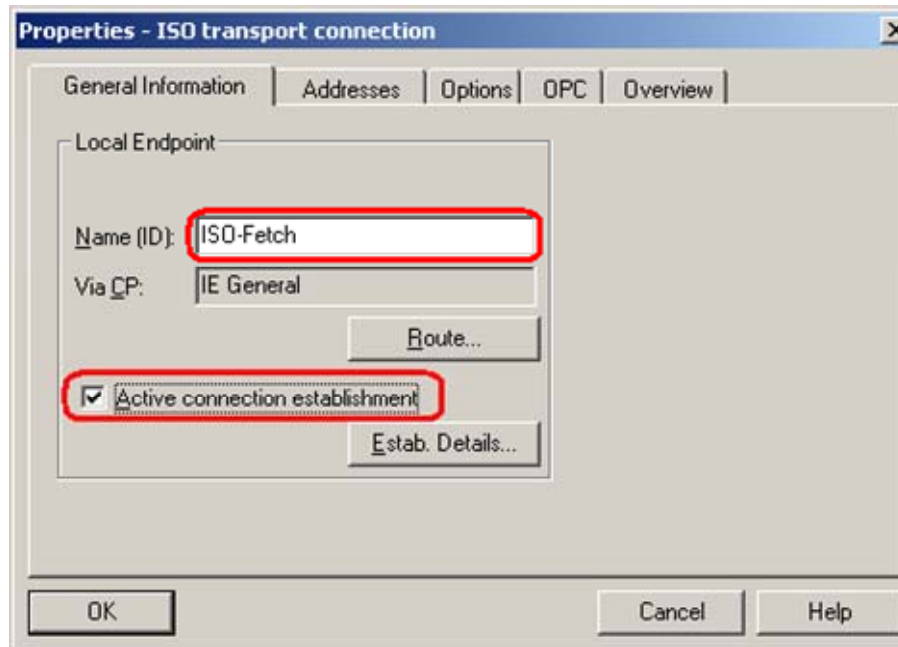 Properties - ISO transport connection
General Information Addresses Options OPC Overview
Local Endpoint
Name (ID): ISO-Fetch
Via CP: IE General
Route...
Active connection establishment
Estab. Details...
OK Cancel Help